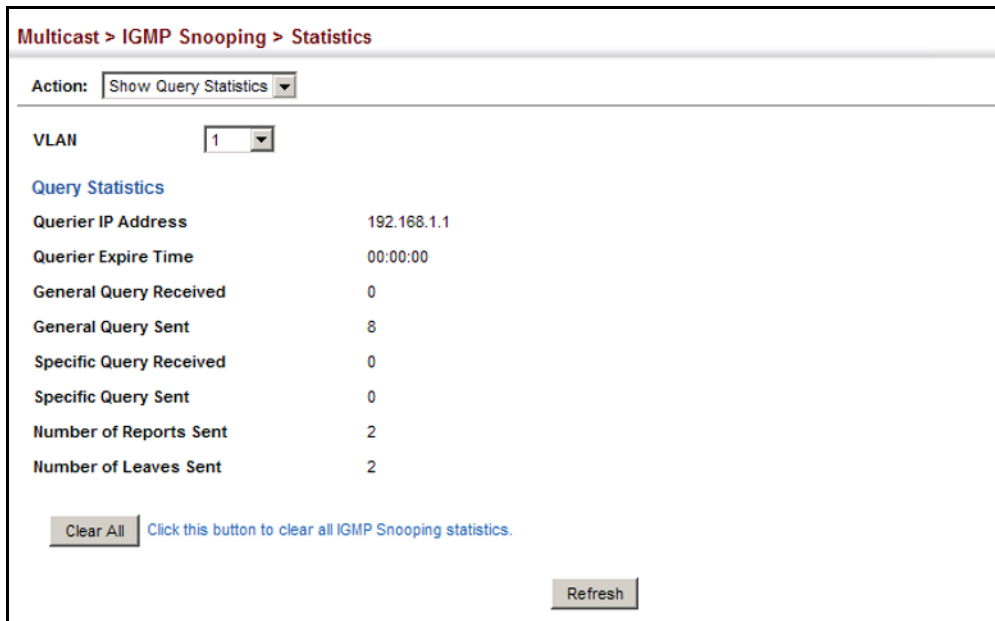 Multicast > IGMP Snooping > Statistics
Action: Show Query Statistics
VLAN 1
Query Statistics
Querier IP Address 192.168.1.1
Querier Expire Time 00:00:00
General Query Received 0
General Query Sent 8
Specific Query Received 0
Specific Query Sent 0
Number of Reports Sent 2
Number of Leaves Sent 2
Clear All Click this button to clear all IGMP Snooping statistics.
Refresh